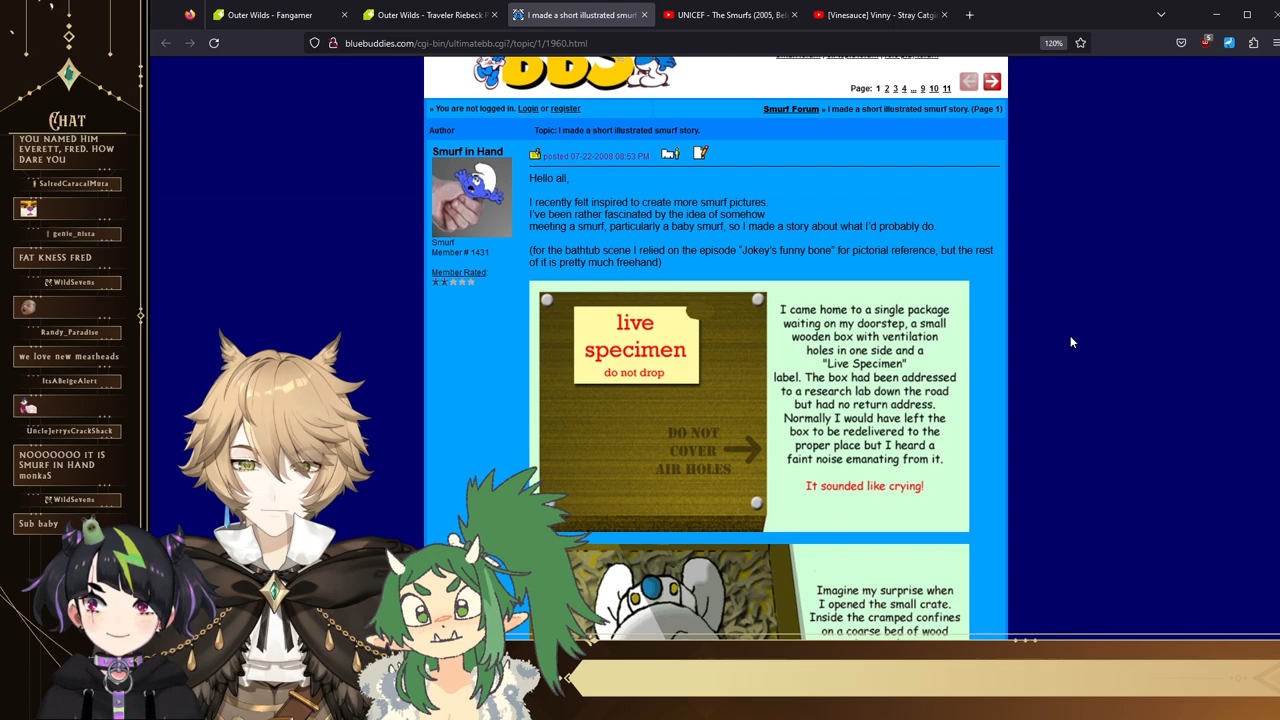 Outer Wilds - Fangamer
Outer Wilds - Traveler Riebeck P
I made a short illustrated smurf
UNICEF - The Smurfs (2005, Bel
[Vinesauce] Vinny - Stray Catgi
bluebuddies.com/cgi-bin/ultimatebb.cgi?/topic/1/1960.html
120%
5
Chat
YOU NAMED HIM
EVERETT, FRED. HOW
DARE YOU
SaltedCaracalMuta
genie_nista
FAT KNESS FRED
WildSevens
Randy_Paradise
we love new meatheads
ItsABeigeAlert
UncleJerrysCrackShack
NOOOOOOO IT IS
SMURF IN HAND
monkaS
WildSevens
Sub baby
BBS
Page: 1 2 3 4 ... 9 10 11
» You are not logged in. Login or register
Smurf Forum » I made a short illustrated smurf story. (Page 1)
Author
Topic: I made a short illustrated smurf story.
Smurf in Hand
Smurf
Member # 1431
Member Rated:
posted 07-22-2008 08:53 PM
Hello all,
I recently felt inspired to create more smurf pictures.
I've been rather fascinated by the idea of somehow
meeting a smurf, particularly a baby smurf, so I made a story about what I'd probably do.
(for the bathtub scene I relied on the episode "Jokey's funny bone" for pictorial reference, but the rest
of it is pretty much freehand)
live
specimen
do not drop
DO NOT
COVER
AIR HOLES
I came home to a single package
waiting on my doorstep, a small
wooden box with ventilation
holes in one side and a
"Live Specimen"
label. The box had been addressed
to a research lab down the road
but had no return address.
Normally I would have left the
box to be redelivered to the
proper place but I heard a
faint noise emanating from it.
It sounded like crying!
Imagine my surprise when
I opened the small crate.
Inside the cramped confines
on a coarse bed of wood